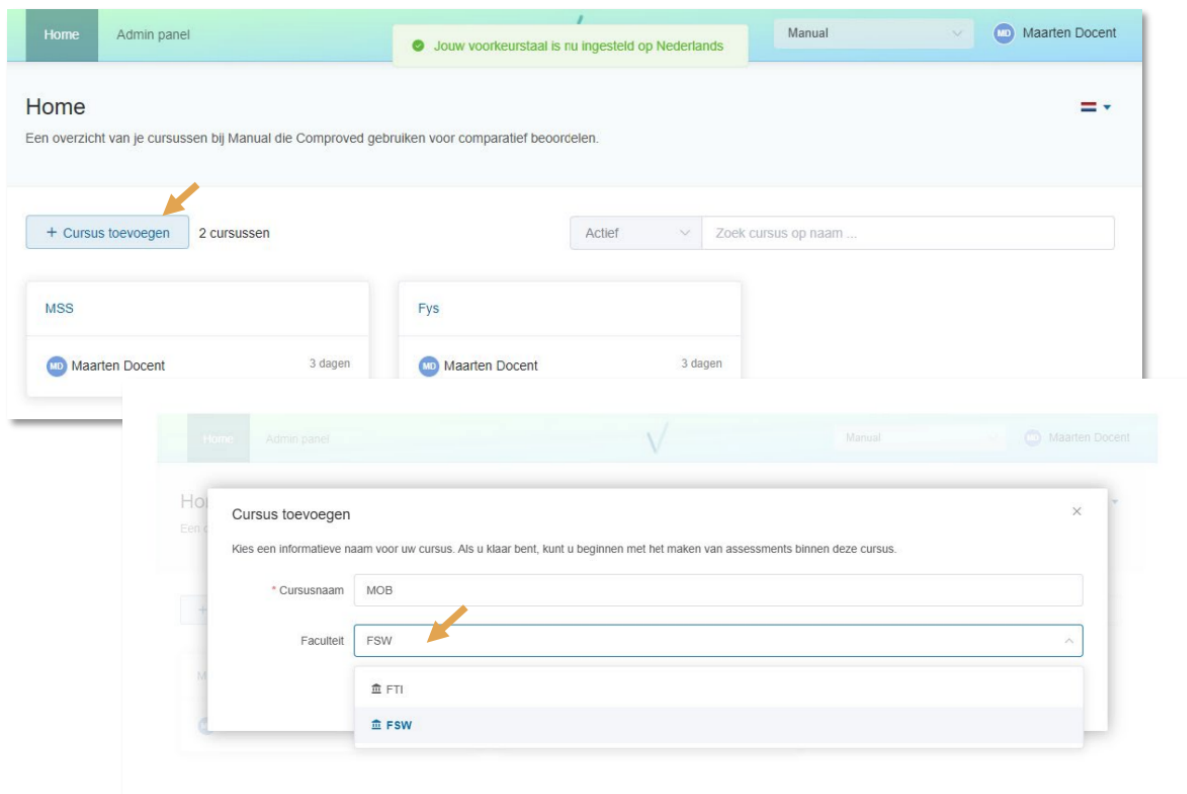 Home Admin panel Jouw voorkeurstaal is nu ingesteld op Nederlands Manual MD Maarten Docent
Home
Een overzicht van je cursussen bij Manual die Comproved gebruiken voor comparatief beoordelen.
+ Cursus toevoegen 2 cursussen Actief Zoek cursus op naam ...
MSS Fys
MD Maarten Docent 3 dagen MD Maarten Docent 3 dagen
Home Admin panel Manual Maarten Docent
Cursus toevoegen
Kies een informatieve naam voor uw cursus. Als u klaar bent, kunt u beginnen met het maken van assessments binnen deze cursus.
* Cursusnaam MOB
Faculteit FSW
FTI
FSW